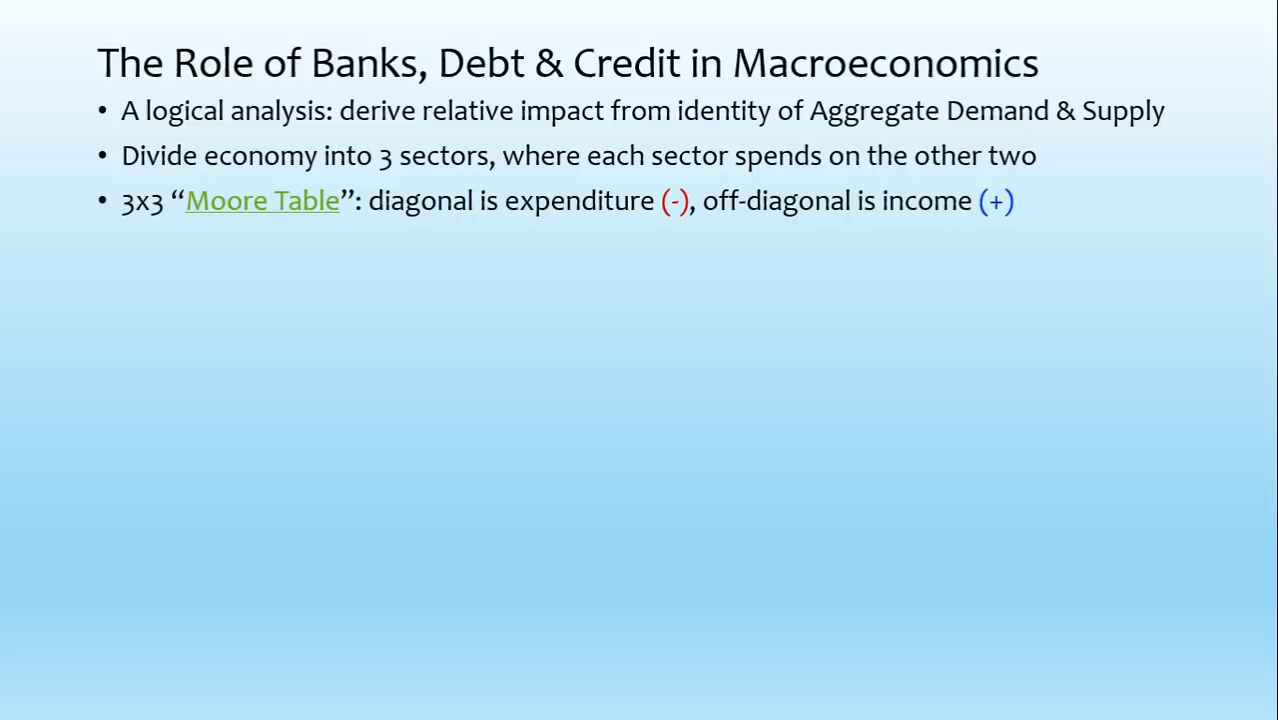 The Role of Banks, Debt & Credit in Macroeconomics
• A logical analysis: derive relative impact from identity of Aggregate Demand & Supply
• Divide economy into 3 sectors, where each sector spends on the other two
• 3x3 “Moore Table”: diagonal is expenditure (-), off-diagonal is income (+)